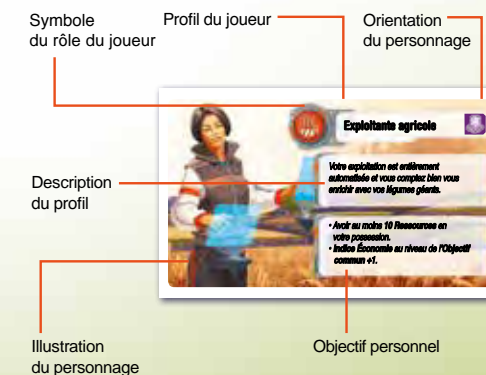 Symbole
du rôle du joueur
Profil du joueur
Orientation
du personnage
Exploitante agricole
Votre exploitation est entièrement
automatisée et vous comptez bien vous
enrichir avec vos légumes géants.
Description
du profil
• Avoir au moins 10 Ressources en
votre possession.
• Indice Économie au niveau de l'Objectif
commun +1.
Illustration
du personnage
Objectif personnel